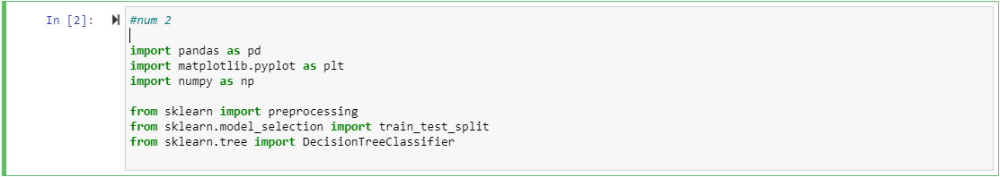 In [2]: #num 2
import pandas as pd
import matplotlib.pyplot as plt
import numpy as np
from sklearn import preprocessing
from sklearn.model_selection import train_test_split
from sklearn.tree import DecisionTreeClassifier